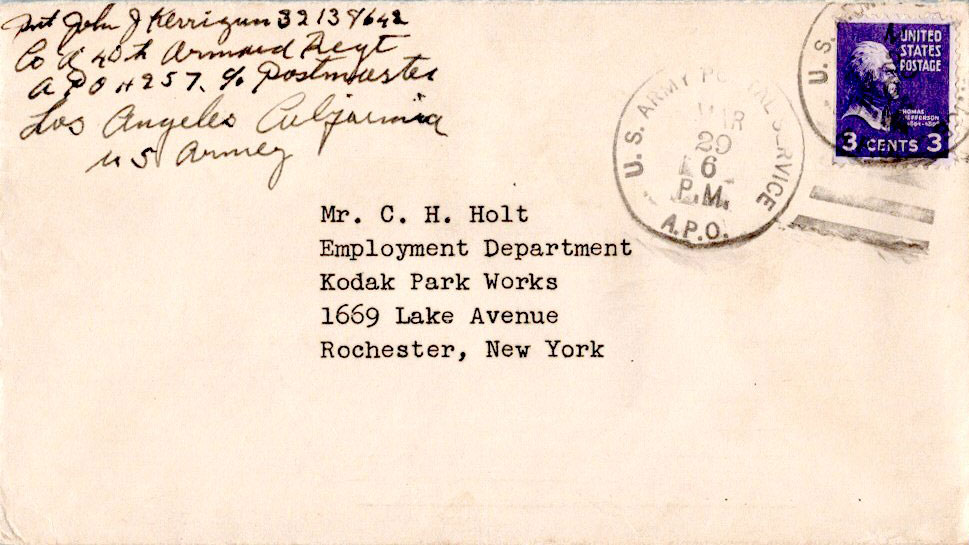 Pvt John J Kerrigan 32139642
Co A 40th Armored Regt
A P O # 257. c/o Postmaster
Los Angeles California
U S Army
U.S. ARMY POSTAL SERVICE
MAR
29
6
P.M.
A.P.O.
U.S.
UNITED
STATES
POSTAGE
THOMAS
JEFFERSON
3 CENTS 3
Mr. C. H. Holt
Employment Department
Kodak Park Works
1669 Lake Avenue
Rochester, New York